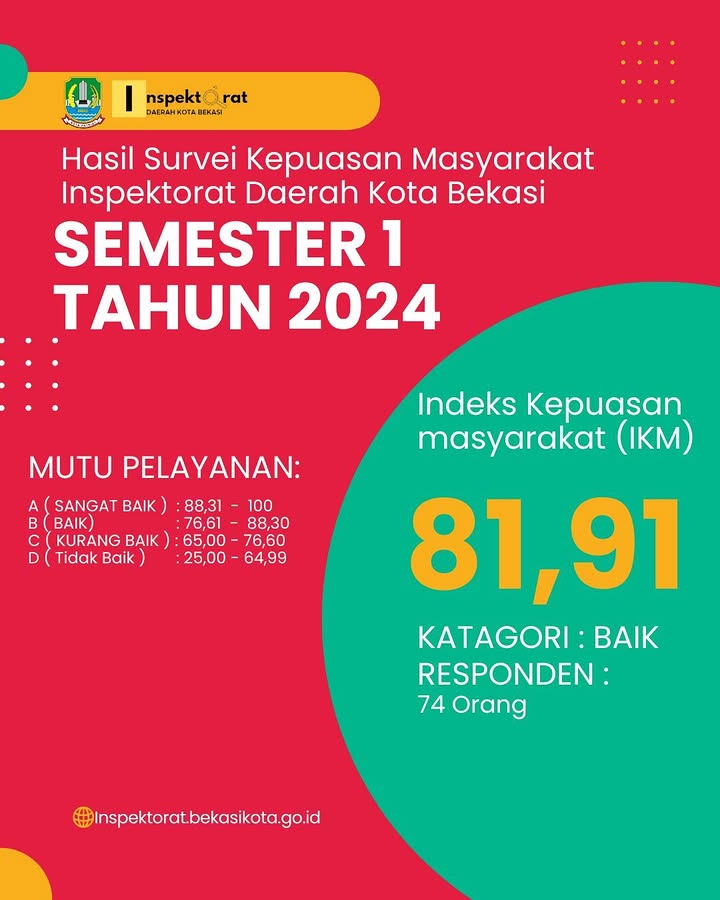 Inspektorat
DAERAH KOTA BEKASI
Hasil Survei Kepuasan Masyarakat
Inspektorat Daerah Kota Bekasi
SEMESTER 1
TAHUN 2024
Indeks Kepuasan
masyarakat (IKM)
81,91
KATAGORI : BAIK
RESPONDEN :
74 Orang
MUTU PELAYANAN:
A ( SANGAT BAIK ) : 88,31 - 100
B ( BAIK) : 76,61 - 88,30
C ( KURANG BAIK ) : 65,00 - 76,60
D ( Tidak Baik ) : 25,00 - 64,99
Inspektorat.bekasikota.go.id